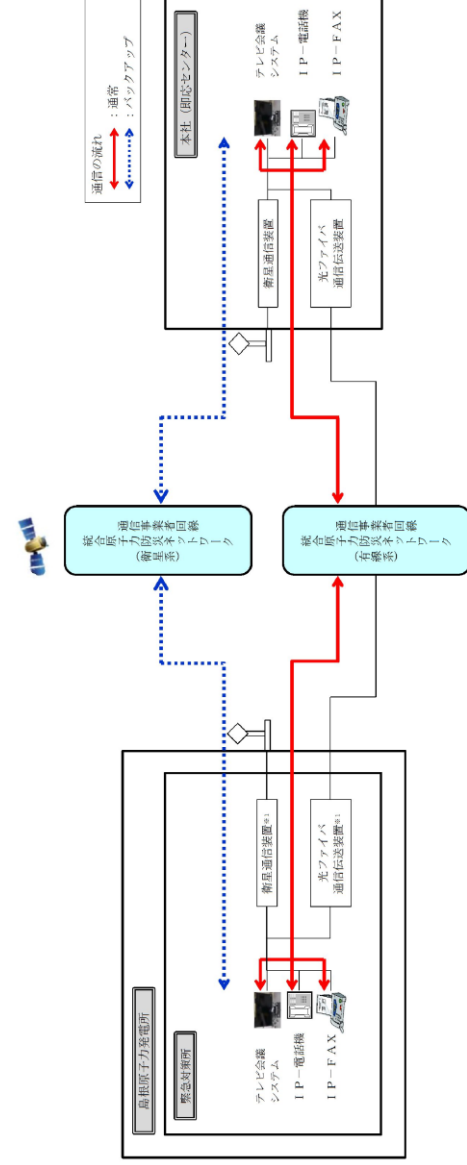 通信の流れ
：通常
：バックアップ
島根原子力発電所
緊急対策所
テレビ会議
システム
ＩＰ－電話機
ＩＰ－ＦＡＸ
衛星通信装置※1
光ファイバ
通信伝送装置※1
通信事業者回線
統合原子力防災ネットワーク
(衛星系)
通信事業者回線
統合原子力防災ネットワーク
(有線系)
本社（即応センター）
テレビ会議
システム
ＩＰ－電話機
ＩＰ－ＦＡＸ
衛星通信装置
光ファイバ
通信伝送装置